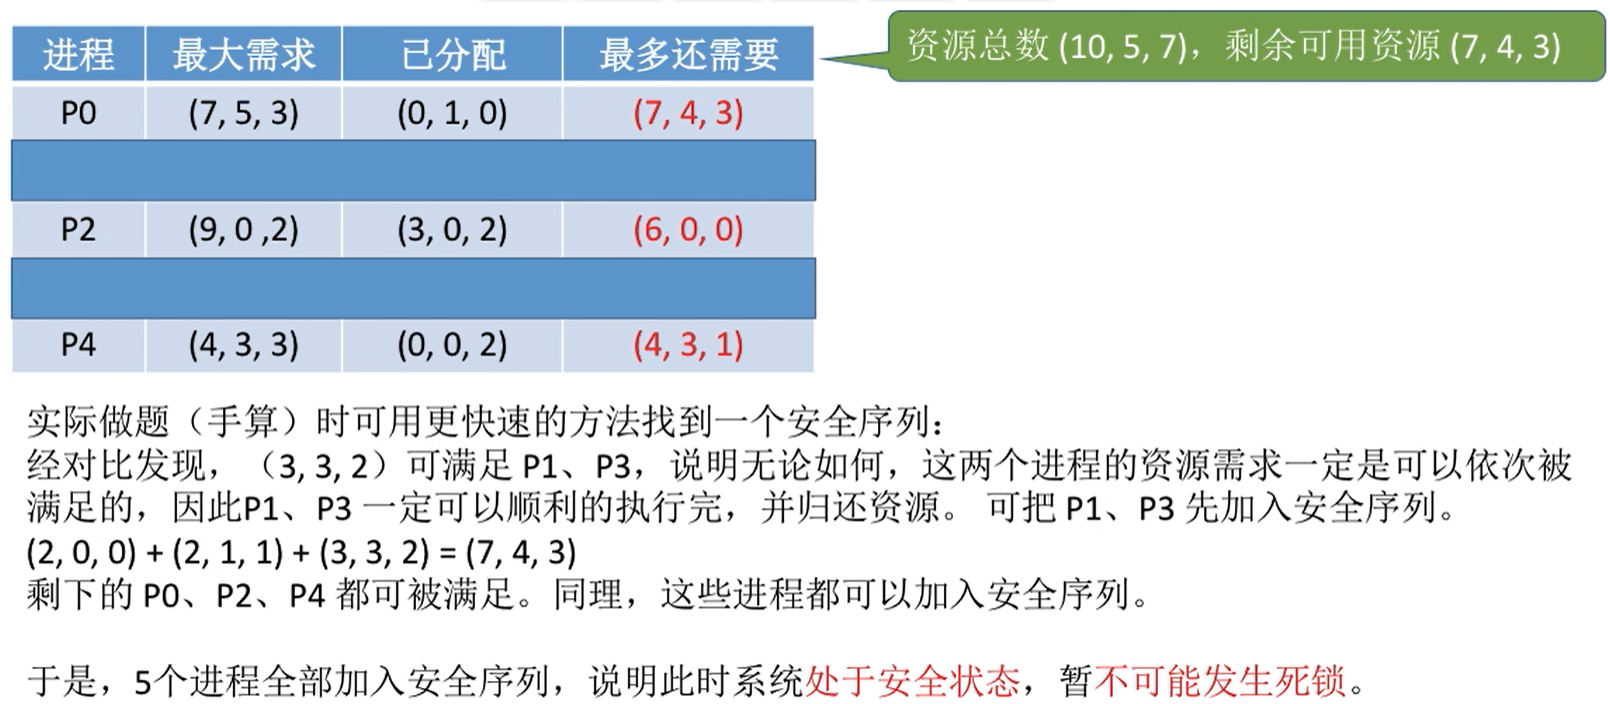 进程 最大需求 已分配 最多还需要
资源总数 (10, 5, 7)，剩余可用资源 (7, 4, 3)
P0 (7, 5, 3) (0, 1, 0) (7, 4, 3)
P2 (9, 0 ,2) (3, 0, 2) (6, 0, 0)
P4 (4, 3, 3) (0, 0, 2) (4, 3, 1)
实际做题（手算）时可用更快速的方法找到一个安全序列：
经对比发现，（3, 3, 2）可满足 P1、P3，说明无论如何，这两个进程的资源需求一定是可以依次被
满足的，因此P1、P3 一定可以顺利的执行完，并归还资源。 可把 P1、P3 先加入安全序列。
(2, 0, 0) + (2, 1, 1) + (3, 3, 2) = (7, 4, 3)
剩下的 P0、P2、P4 都可被满足。同理，这些进程都可以加入安全序列。
于是，5个进程全部加入安全序列，说明此时系统处于安全状态，暂不可能发生死锁。